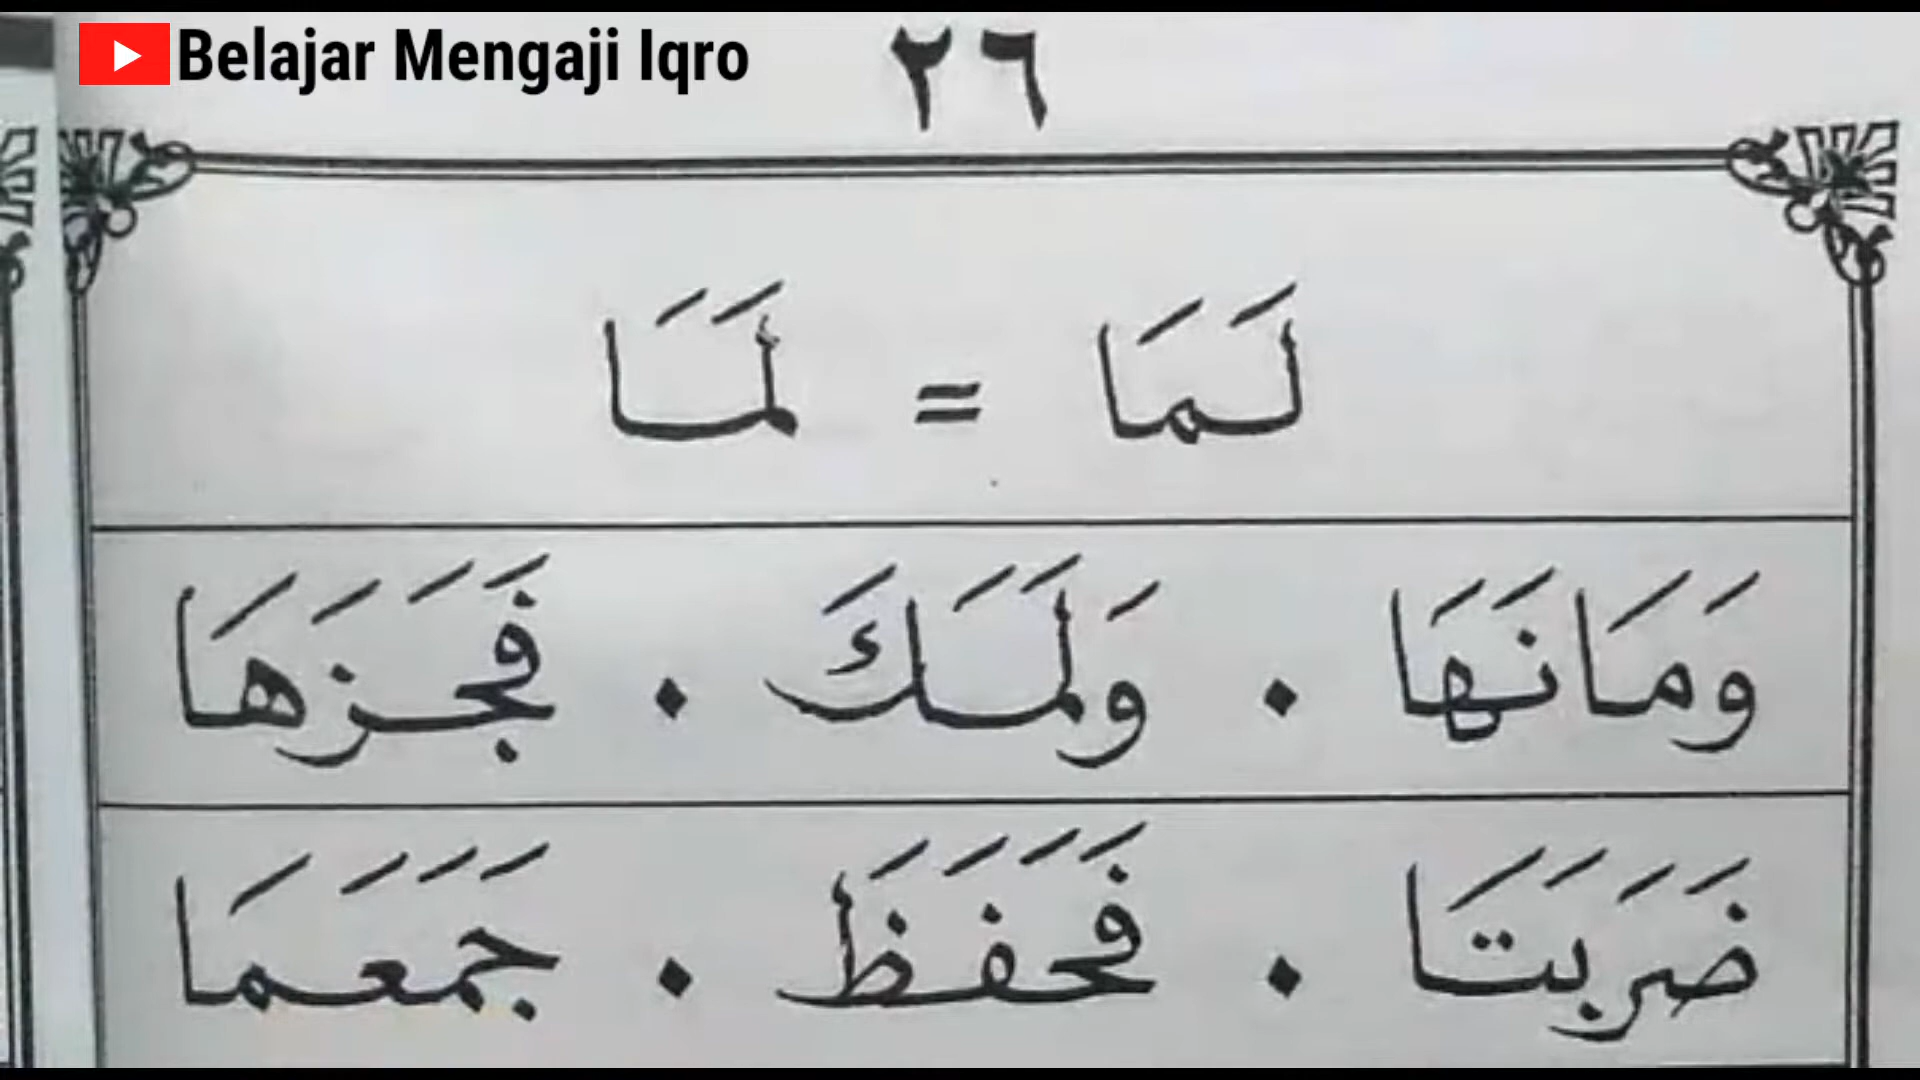 Belajar Mengaji Iqro
٢٦
لَمَا = لَمَا
وَمَانَهَا . وَلَمَكَ . فَجَزَهَا
ضَرَبَتَا . فَحَفَظَ . جَمَعَمَا